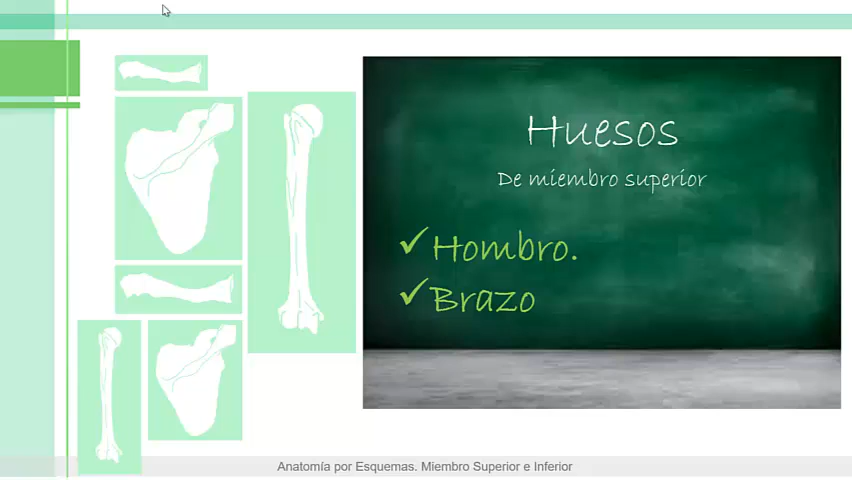 Huesos
De miembro superior
✓Hombro.
✓Brazo
Anatomía por Esquemas. Miembro Superior e Inferior